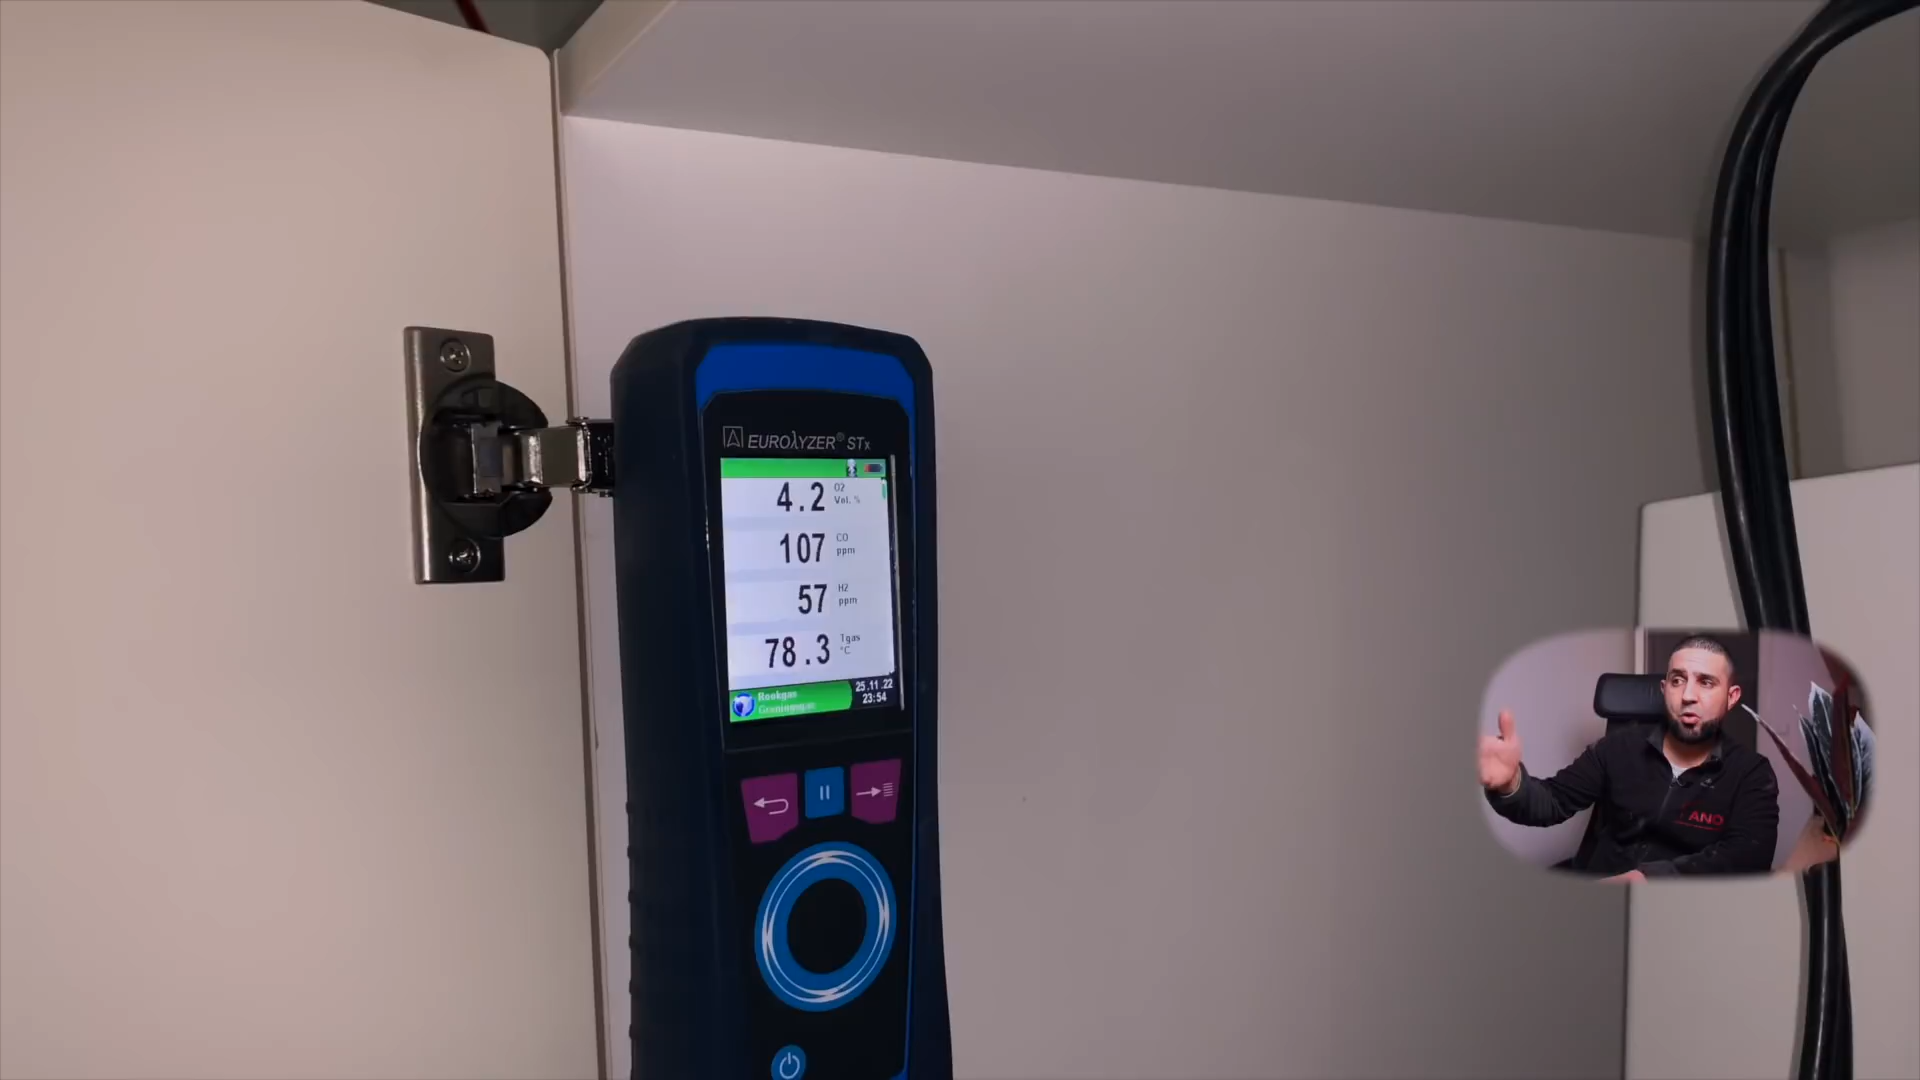 EUROλYZER® STx
4.2 O2 Vol. %
107 CO ppm
57 H2 ppm
78.3 Tgas °C
Rookgas
25.11.22
23:54
ANO